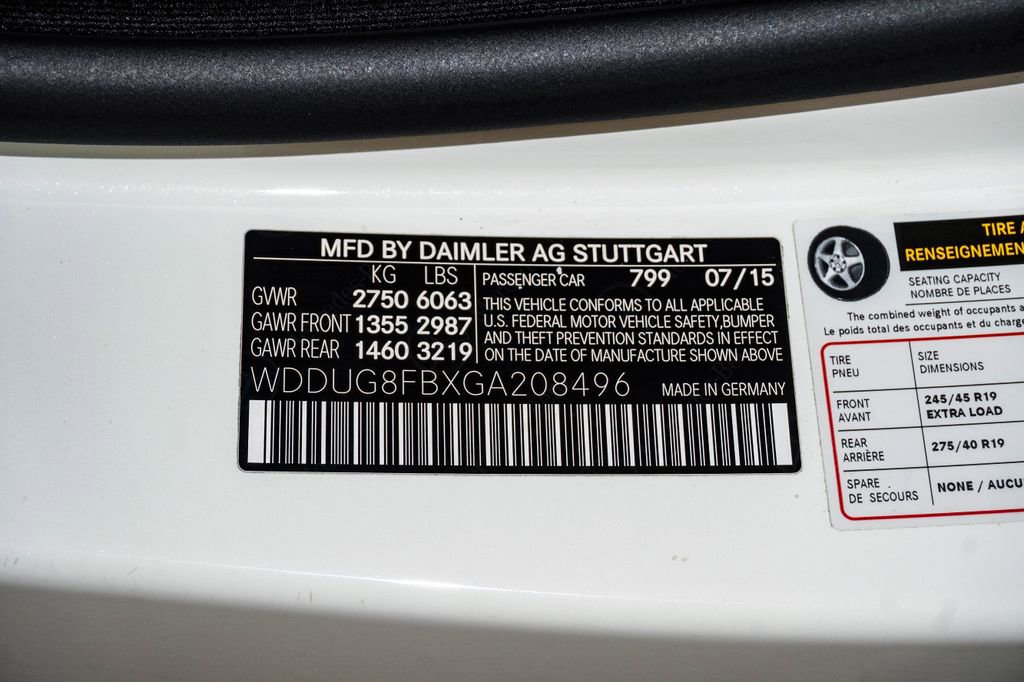 MFD BY DAIMLER AG STUTTGART
KG LBS
GVWR 2750 6063
GAWR FRONT 1355 2987
GAWR REAR 1460 3219
PASSENGER CAR 799 07/15
THIS VEHICLE CONFORMS TO ALL APPLICABLE
U.S. FEDERAL MOTOR VEHICLE SAFETY,BUMPER
AND THEFT PREVENTION STANDARDS IN EFFECT
ON THE DATE OF MANUFACTURE SHOWN ABOVE
WDDUG8FBXGA208496 MADE IN GERMANY
TIRE
RENSEIGNEMEN
SEATING CAPACITY
NOMBRE DE PLACES
The combined weight of occupants a
Le poids total des occupants et du charge
TIRE
PNEU
SIZE
DIMENSIONS
FRONT
AVANT
245/45 R19
EXTRA LOAD
REAR
ARRIÈRE
275/40 R19
SPARE
DE SECOURS
NONE / AUCU